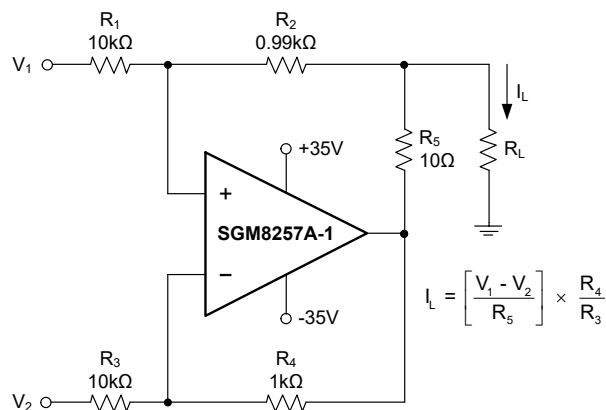 R1
10kΩ
R2
0.99kΩ
V1
IL
R5
10Ω
RL
+35V
+
SGM8257A-1
−
-35V
IL = [V1 - V2 / R5] × R4 / R3
R3
10kΩ
R4
1kΩ
V2